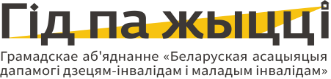 Гід па жыцці
Грамадскае аб'яднанне «Беларуская асацыяцыя
дапамогі дзецям-інвалідам і маладым інвалідам»